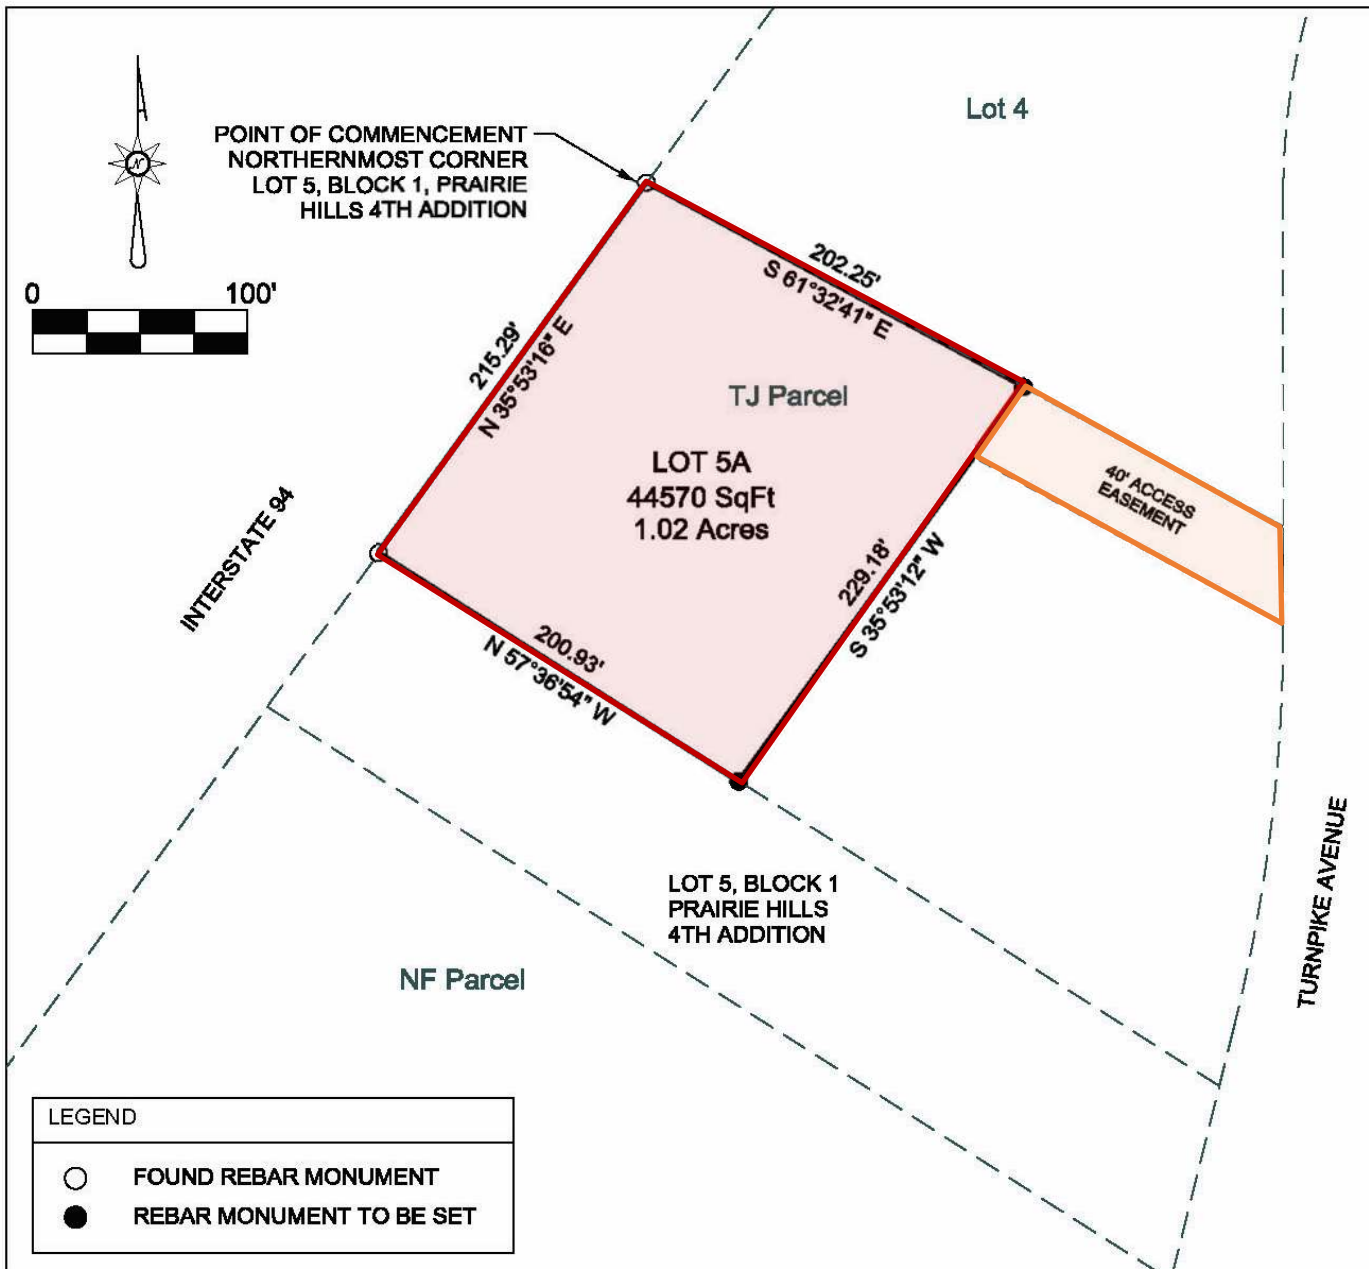 Lot 4
POINT OF COMMENCEMENT
NORTHERNMOST CORNER
LOT 5, BLOCK 1, PRAIRIE
HILLS 4TH ADDITION
N
0 100'
202.25'
S 61°32'41" E
215.29'
N 35°53'16" E
TJ Parcel
LOT 5A
44570 SqFt
1.02 Acres
40' ACCESS
EASEMENT
INTERSTATE 94
229.18'
S 35°53'12" W
200.93'
N 57°36'54" W
LOT 5, BLOCK 1
PRAIRIE HILLS
4TH ADDITION
TURNPIKE AVENUE
NF Parcel
LEGEND
FOUND REBAR MONUMENT
REBAR MONUMENT TO BE SET